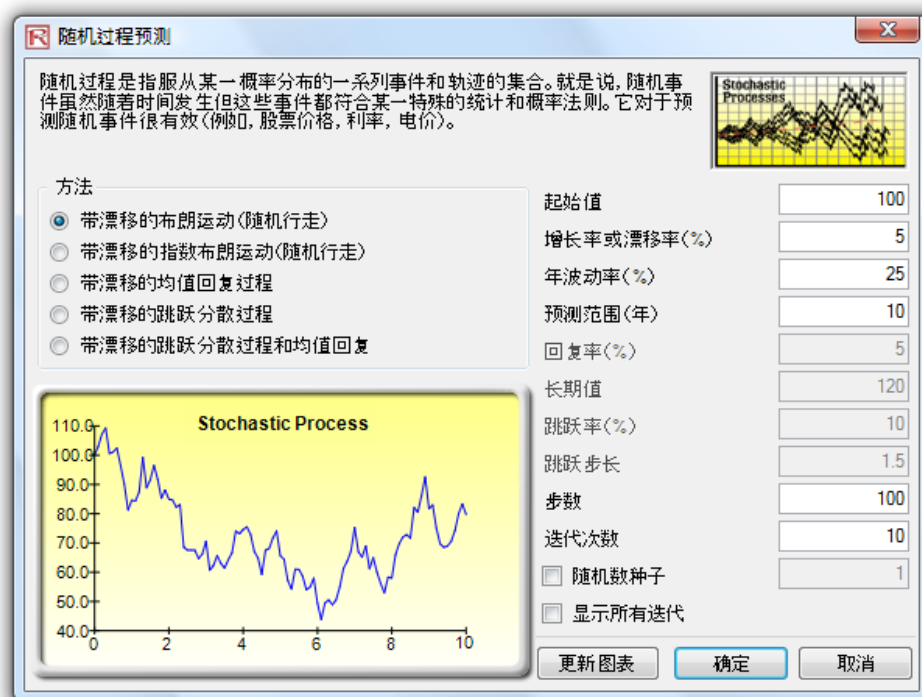 随机过程预测
随机过程是指服从某一概率分布的一系列事件和轨迹的集合。就是说, 随机事
件虽然随着时间发生但这些事件都符合某一特殊的统计和概率法则。它对于预
测随机事件很有效(例如, 股票价格, 利率, 电价)。
Stochastic
Processes
方法
带漂移的布朗运动(随机行走)
带漂移的指数布朗运动(随机行走)
带漂移的均值回复过程
带漂移的跳跃分散过程
带漂移的跳跃分散过程和均值回复
起始值 100
增长率或漂移率(%) 5
年波动率(%) 25
预测范围(年) 10
回复率(%) 5
长期值 120
跳跃率(%) 10
跳跃步长 1.5
步数 100
迭代次数 10
随机数种子 1
显示所有迭代
Stochastic Process
110.0
100.0
90.0
80.0
70.0
60.0
50.0
40.0
0 2 4 6 8 10
更新图表 确定 取消